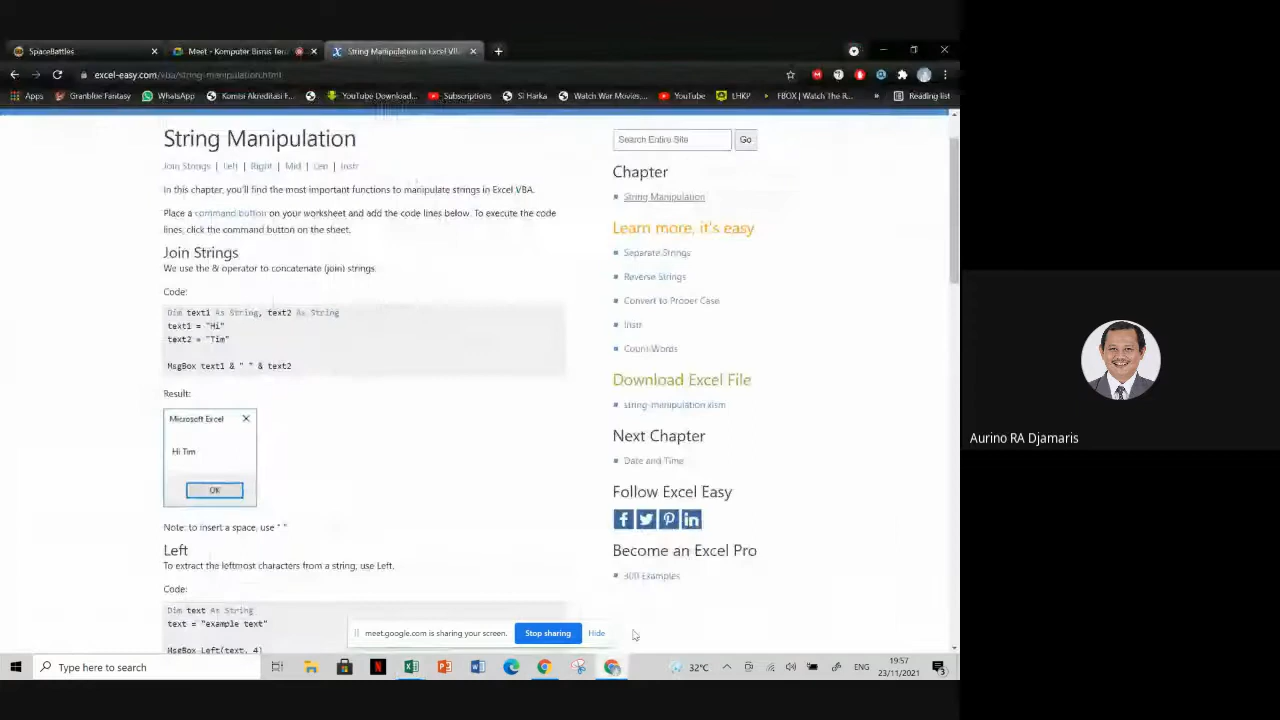 SpaceBattles
Meet - Komputer Bisnis Ter
String Manipulation in Excel VB
excel-easy.com/vba/string-manipulation.html
Apps
Granblue Fantasy
WhatsApp
Komisi Akreditasi F...
YouTube Download...
Subscriptions
Si Harka
Watch War Movies...
YouTube
LHKP
FBOX | Watch The R...
»
Reading list
String Manipulation
Join Strings | Left | Right | Mid | Len | Instr
In this chapter, you'll find the most important functions to manipulate strings in Excel VBA.
Place a command button on your worksheet and add the code lines below. To execute the code
lines, click the command button on the sheet.
Join Strings
We use the & operator to concatenate (join) strings.
Code:
Dim text1 As String, text2 As String
text1 = "Hi"
text2 = "Tim"
MsgBox text1 & " " & text2
Result:
Microsoft Excel
Hi Tim
OK
Note: to insert a space, use " "
Left
To extract the leftmost characters from a string, use Left.
Code:
Dim text As String
text = "example text"
MsgBox Left(text, 4)
Search Entire Site
Go
Chapter
String Manipulation
Learn more, it's easy
Separate Strings
Reverse Strings
Convert to Proper Case
Instr
Count Words
Download Excel File
string-manipulation.xlsm
Next Chapter
Date and Time
Follow Excel Easy
Become an Excel Pro
300 Examples
meet.google.com is sharing your screen.
Stop sharing
Hide
Type here to search
32°C
ENG
19:57
23/11/2021
3
Aurino RA Djamaris